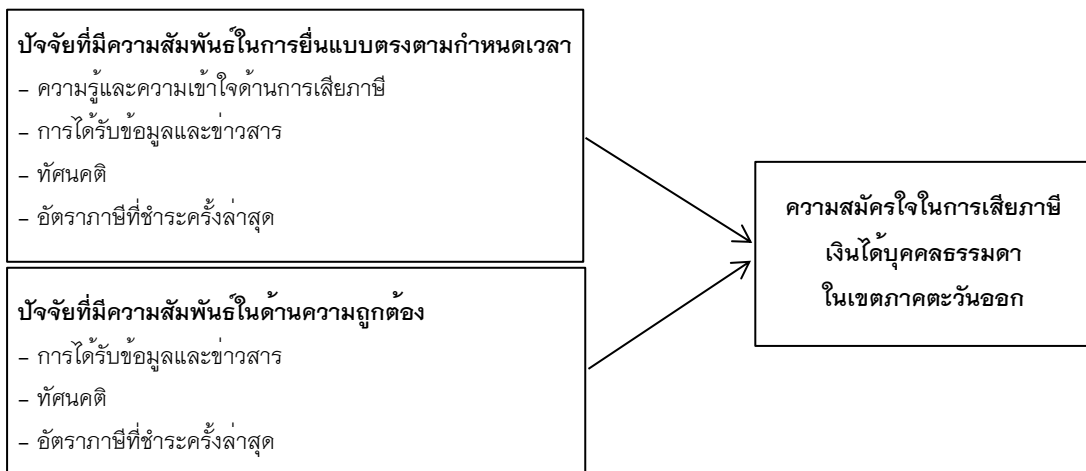 ปัจจัยที่มีความสัมพันธ์ในการยื่นแบบตรงตามกำหนดเวลา
– ความรู้และความเข้าใจด้านการเสียภาษี
– การได้รับข้อมูลและข่าวสาร
– ทัศนคติ
– อัตราภาษีที่ชำระครั้งล่าสุด
ปัจจัยที่มีความสัมพันธ์ในด้านความถูกต้อง
– การได้รับข้อมูลและข่าวสาร
– ทัศนคติ
– อัตราภาษีที่ชำระครั้งล่าสุด
ความสมัครใจในการเสียภาษี
เงินได้บุคคลธรรมดา
ในเขตภาคตะวันออก